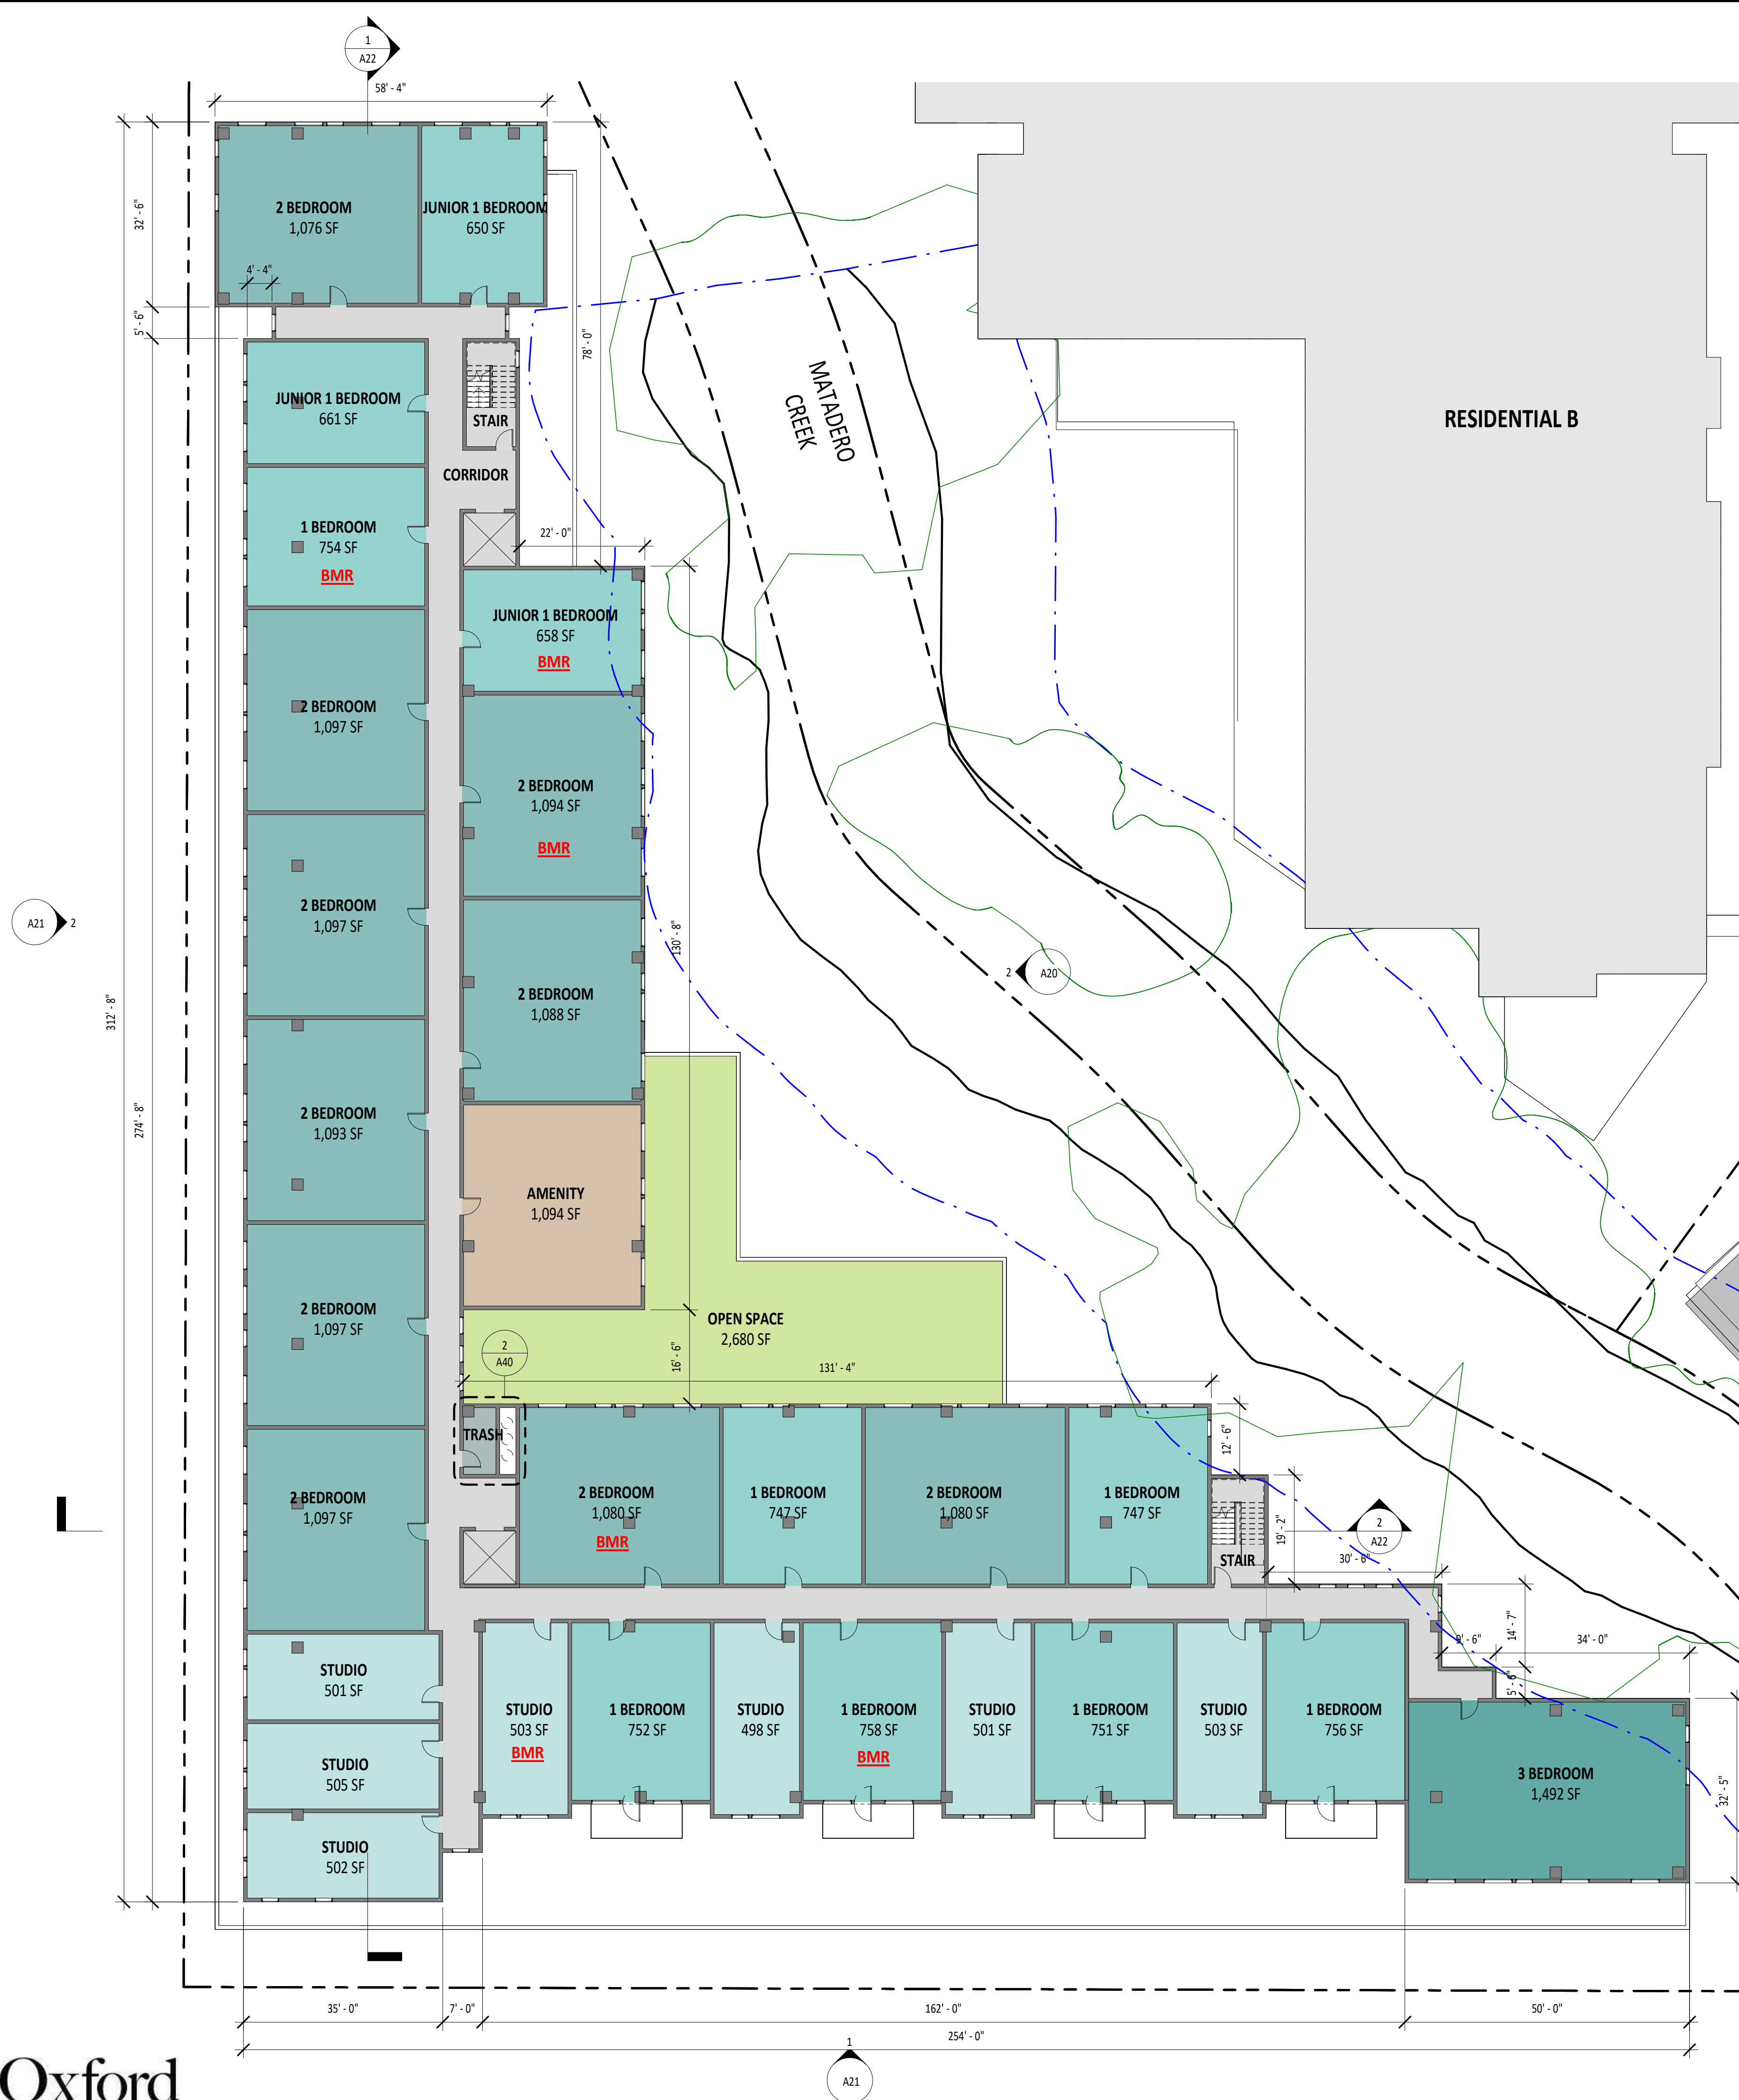 1
A22
58' - 4"
32' - 6"
2 BEDROOM
1,076 SF
JUNIOR 1 BEDROOM
650 SF
4' - 4"
5' - 6"
78' - 0"
MATADERO
CREEK
RESIDENTIAL B
JUNIOR 1 BEDROOM
661 SF
STAIR
CORRIDOR
1 BEDROOM
754 SF
BMR
22' - 0"
JUNIOR 1 BEDROOM
658 SF
BMR
2 BEDROOM
1,097 SF
2 BEDROOM
1,094 SF
BMR
2 BEDROOM
1,097 SF
A21
2
130' - 8"
2
A20
2 BEDROOM
1,088 SF
312' - 8"
274' - 8"
2 BEDROOM
1,093 SF
AMENITY
1,094 SF
2 BEDROOM
1,097 SF
OPEN SPACE
2,680 SF
2
A40
16' - 6"
131' - 4"
TRASH
12' - 6"
2 BEDROOM
1,097 SF
2 BEDROOM
1,080 SF
BMR
1 BEDROOM
747 SF
2 BEDROOM
1,080 SF
1 BEDROOM
747 SF
STAIR
19' - 2"
2
A22
30' - 6"
14' - 7"
9' - 6"
34' - 0"
5' - 6"
STUDIO
501 SF
STUDIO
505 SF
STUDIO
502 SF
STUDIO
503 SF
BMR
1 BEDROOM
752 SF
STUDIO
498 SF
1 BEDROOM
758 SF
BMR
STUDIO
501 SF
1 BEDROOM
751 SF
STUDIO
503 SF
1 BEDROOM
756 SF
3 BEDROOM
1,492 SF
32' - 5"
35' - 0"
7' - 0"
162' - 0"
50' - 0"
254' - 0"
1
A21
Oxford